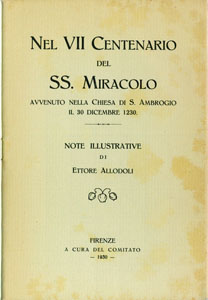 NEL VII CENTENARIO
DEL
SS. MIRACOLO
AVVENUTO NELLA CHIESA DI S. AMBROGIO
IL 30 DICEMBRE 1230.
NOTE ILLUSTRATIVE
DI
ETTORE ALLODOLI
FIRENZE
A CURA DEL COMITATO
— 1930 —